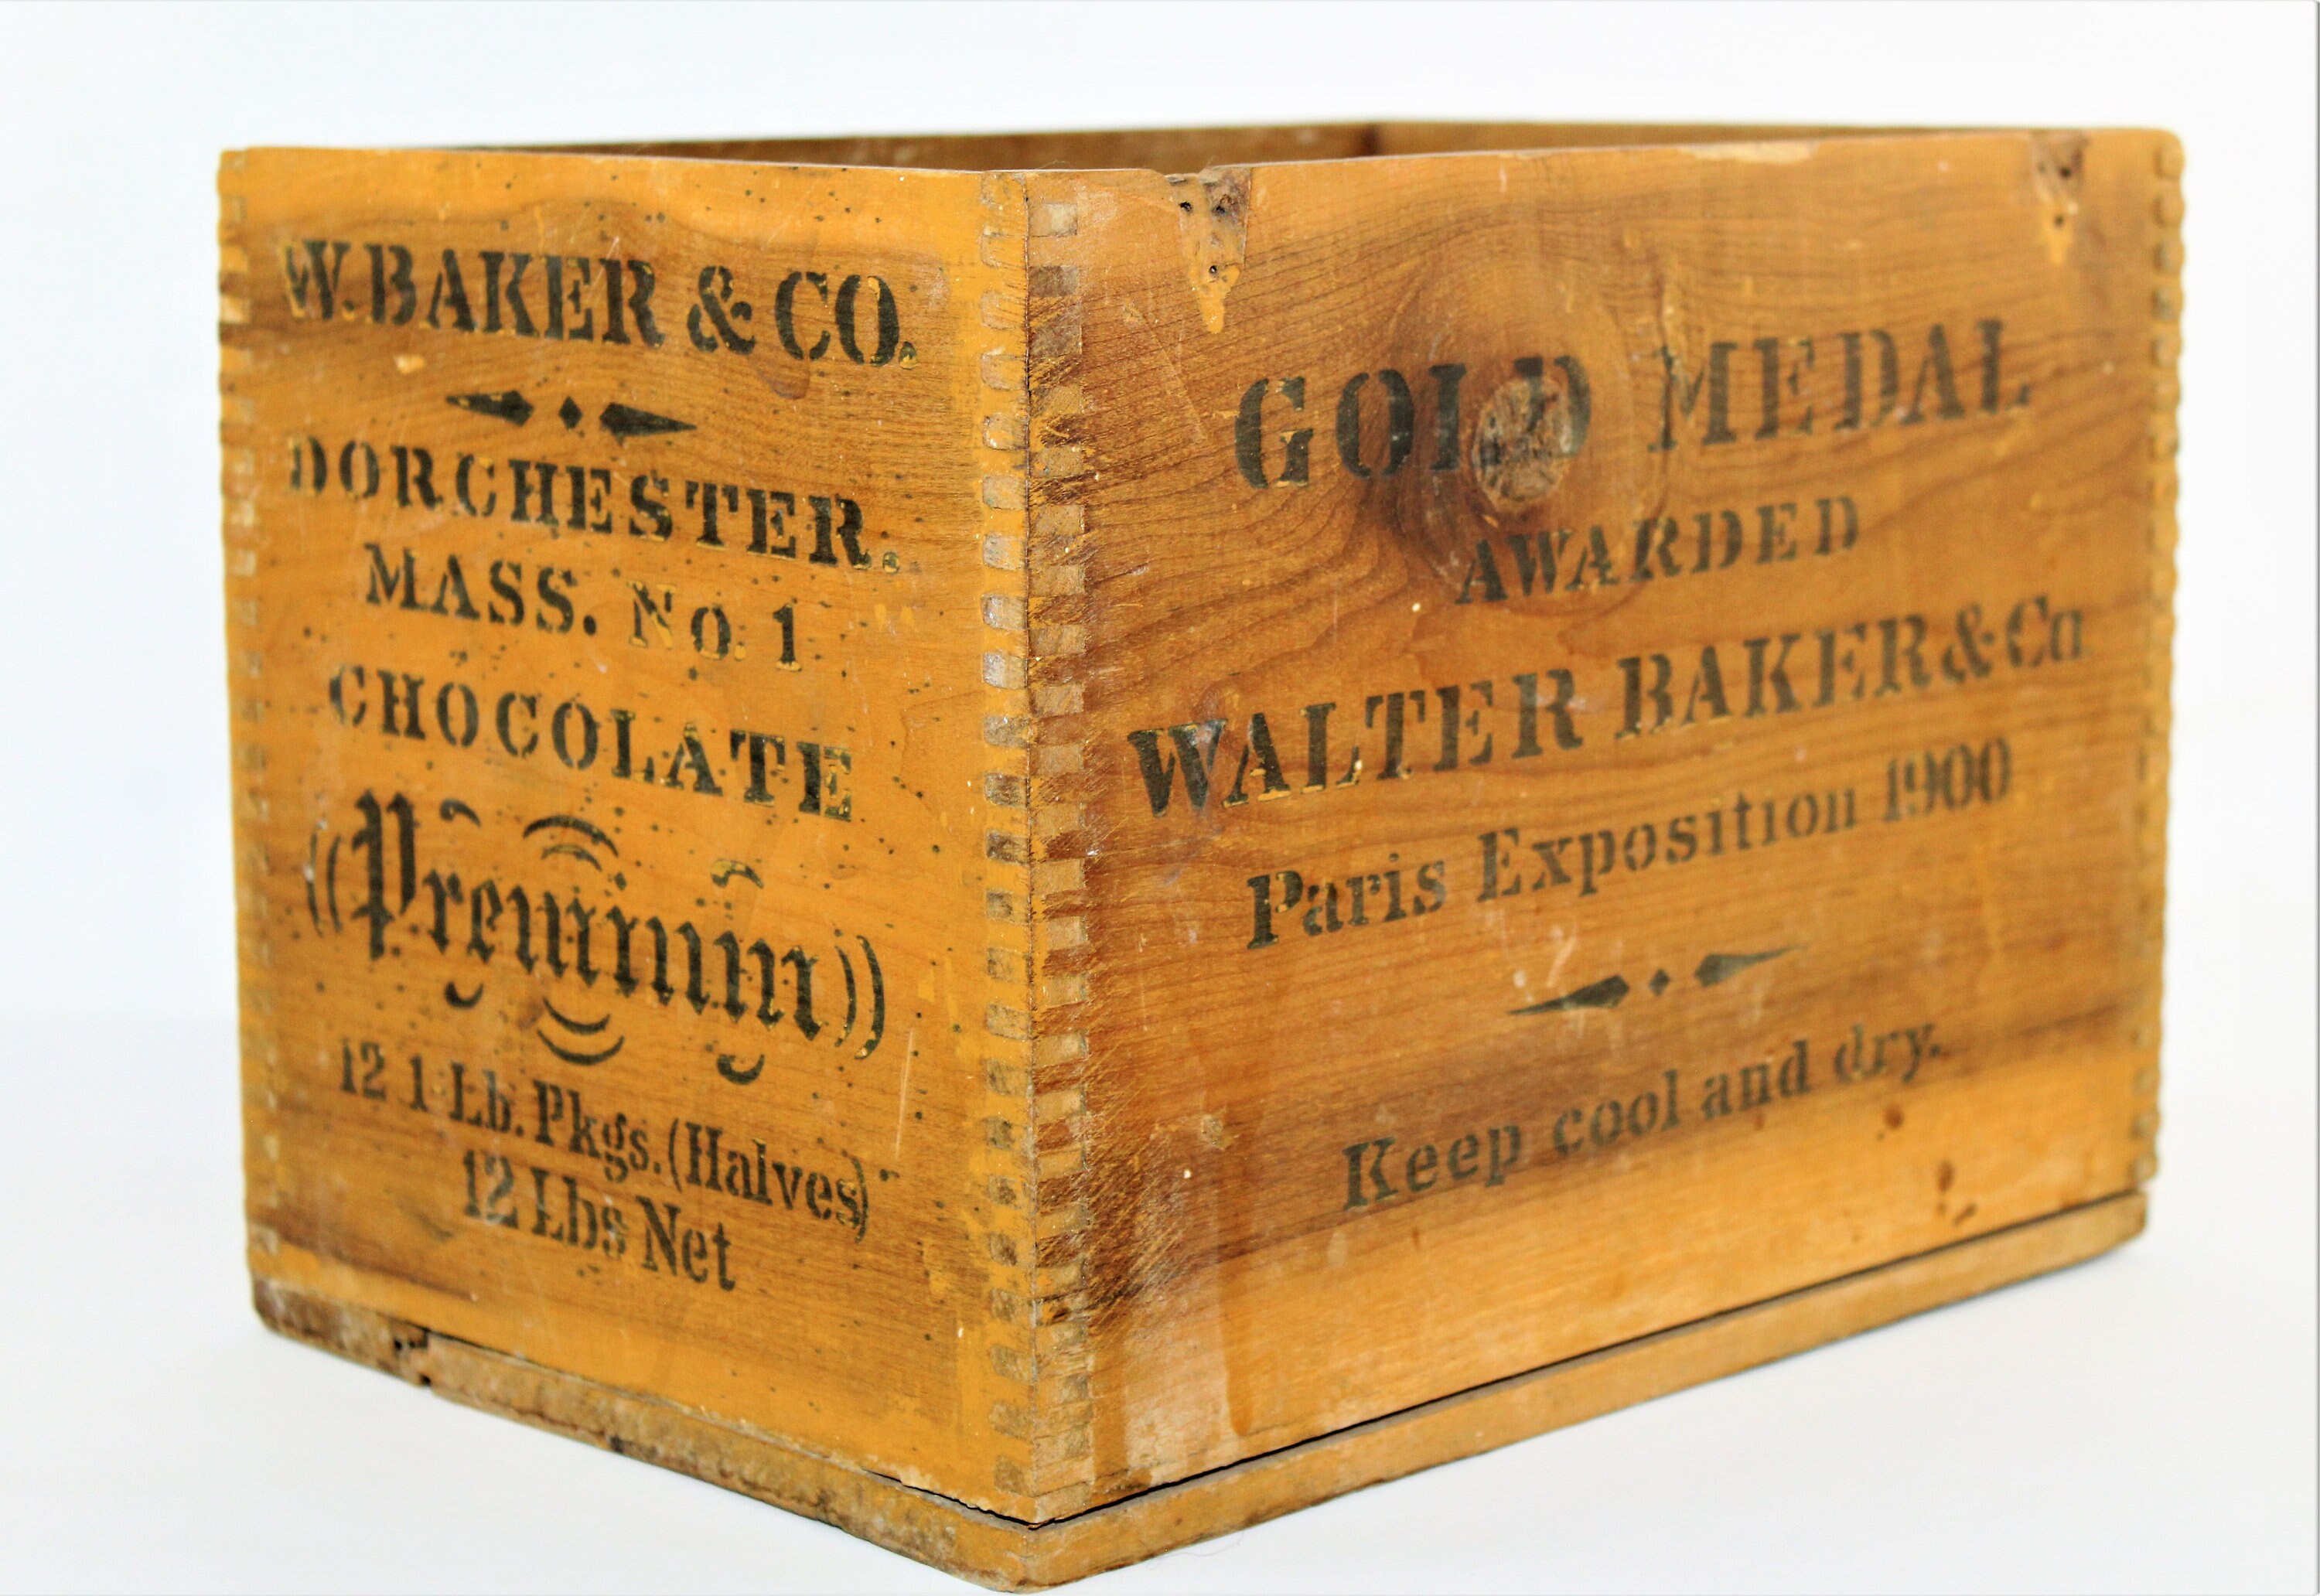 W. BAKER & CO.
DORCHESTER.
MASS. No. 1
CHOCOLATE
((Premium))
12 1-Lb. Pkgs. (Halves)
12 Lbs Net
GOLD MEDAL
AWARDED
WALTER BAKER & Co
Paris Exposition 1900
Keep cool and dry.